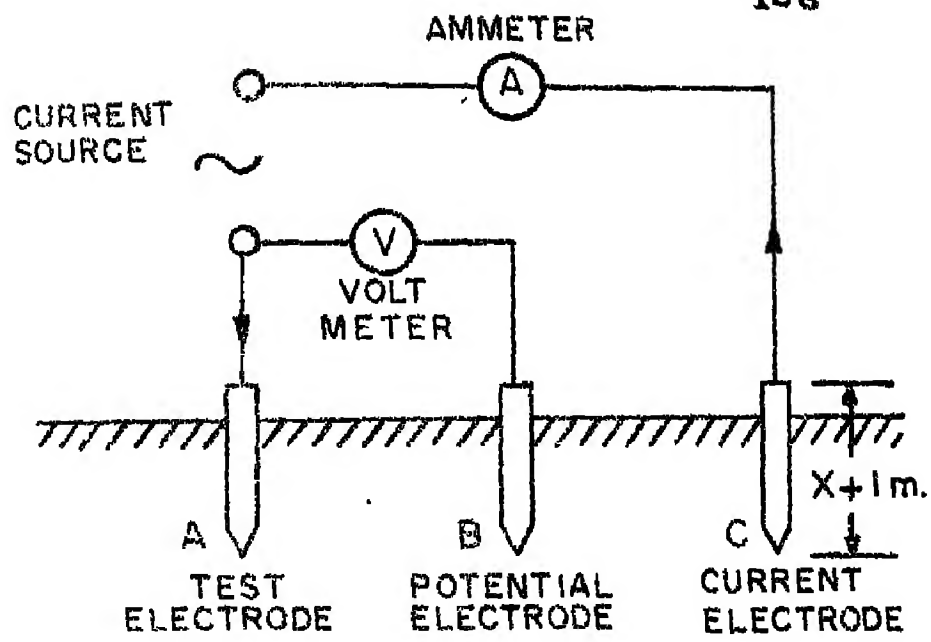 AMMETER
A
CURRENT
SOURCE
V
VOLT
METER
X+1m.
A
B
C
TEST
ELECTRODE
POTENTIAL
ELECTRODE
CURRENT
ELECTRODE